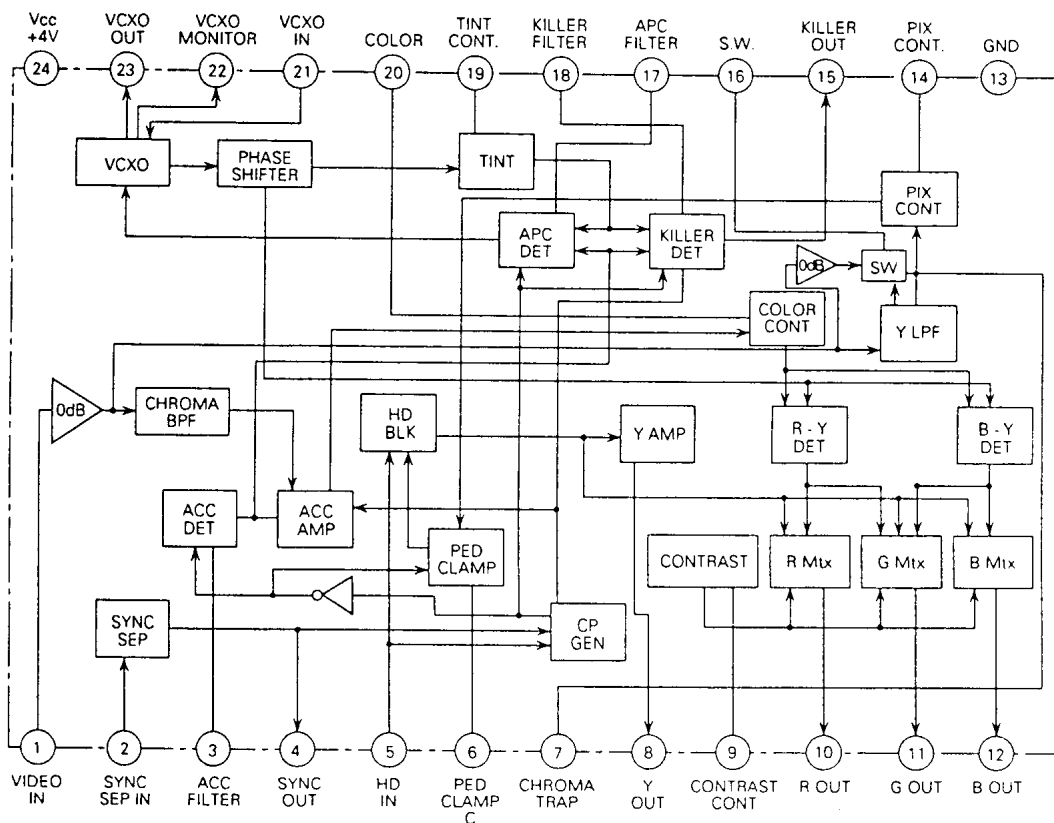 Vcc VCXO VCXO VCXO COLOR TINT KILLER APC S.W. KILLER PIX GND
+4V OUT MONITOR IN CONT. FILTER FILTER OUT CONT.
24 23 22 21 20 19 18 17 16 15 14 13
VCXO
PHASE
SHIFTER
TINT
PIX
CONT
APC
DET
KILLER
DET
0dB
SW
COLOR
CONT
Y LPF
0dB
CHROMA
BPF
HD
BLK
Y AMP
R - Y
DET
B - Y
DET
ACC
DET
ACC
AMP
PED
CLAMP
CONTRAST
R Mtx
G Mtx
B Mtx
SYNC
SEP
CP
GEN
1 2 3 4 5 6 7 8 9 10 11 12
VIDEO SYNC ACC SYNC HD PED CHROMA Y CONTRAST R OUT G OUT B OUT
IN SEP IN FILTER OUT IN CLAMP TRAP OUT CONT
C